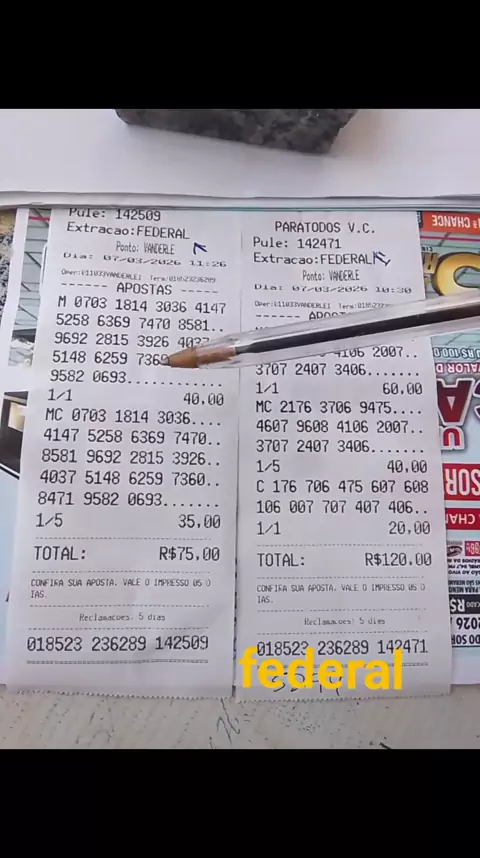 Pule: 142509
Extracao:FEDERAL
Ponto: VANDERLE
Dia: 07/03/2026 11:26
Oper:t11033VANDERLEI Term:018523236289
------ APOSTAS -----
M 0703 1814 3036 4147
5258 6369 7470 8581..
9692 2815 3926 4037
5148 6259 7360
9582 0693............
1/1 40,00
MC 0703 1814 3036....
4147 5258 6369 7470..
8581 9692 2815 3926..
4037 5148 6259 7360..
8471 9582 0693.......
1/5 35,00
TOTAL: R$75,00
CONFIRA SUA APOSTA. VALE O IMPRESSO 05 D
IAS.
Reclamacoes: 5 dias
018523 236289 142509
PARATODOS V.C.
Pule: 142471
Extracao:FEDERAL
Ponto: VANDERLE
Dia: 07/03/2026 10:30
------ APOSTAS
4106 2007..
3707 2407 3406.......
1/1 60,00
MC 2176 3706 9475....
4607 9608 4106 2007..
3707 2407 3406.......
1/5 40,00
C 176 706 475 607 608
106 007 707 407 406..
1/1 20,00
TOTAL: R$120,00
CONFIRA SUA APOSTA. VALE O IMPRESSO 05 D
IAS.
Reclamacoes: 5 dias
018523 236289 142471
federal
CHANCE